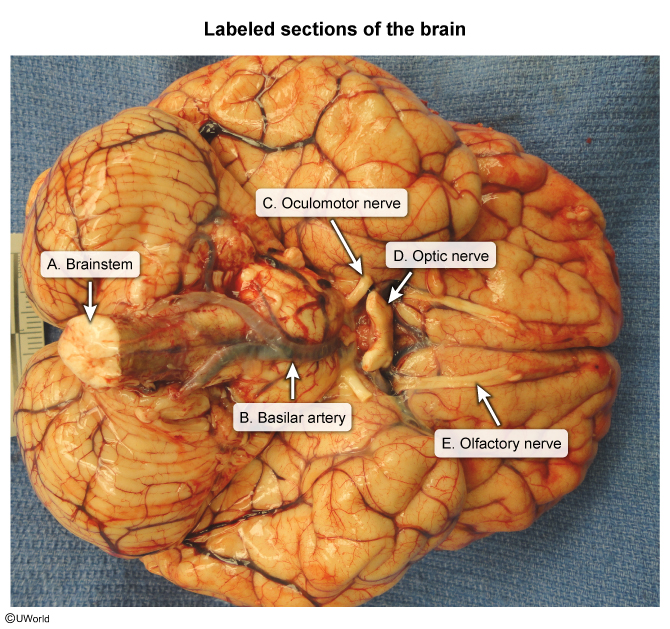 Labeled sections of the brain
C. Oculomotor nerve
D. Optic nerve
A. Brainstem
B. Basilar artery
E. Olfactory nerve
©UWorld